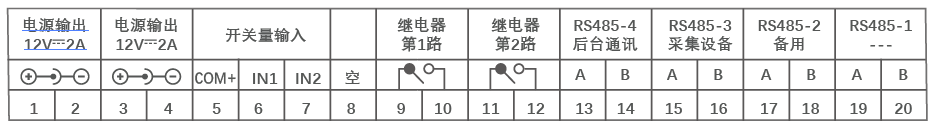 电源输出 电源输出 开关量输入 继电器 继电器 RS485-4 RS485-3 RS485-2 RS485-1
12V⎓2A 12V⎓2A 第1路 第2路 后台通讯 采集设备 备用 ---
COM+ IN1 IN2 空 A B A B A B A B
1 2 3 4 5 6 7 8 9 10 11 12 13 14 15 16 17 18 19 20